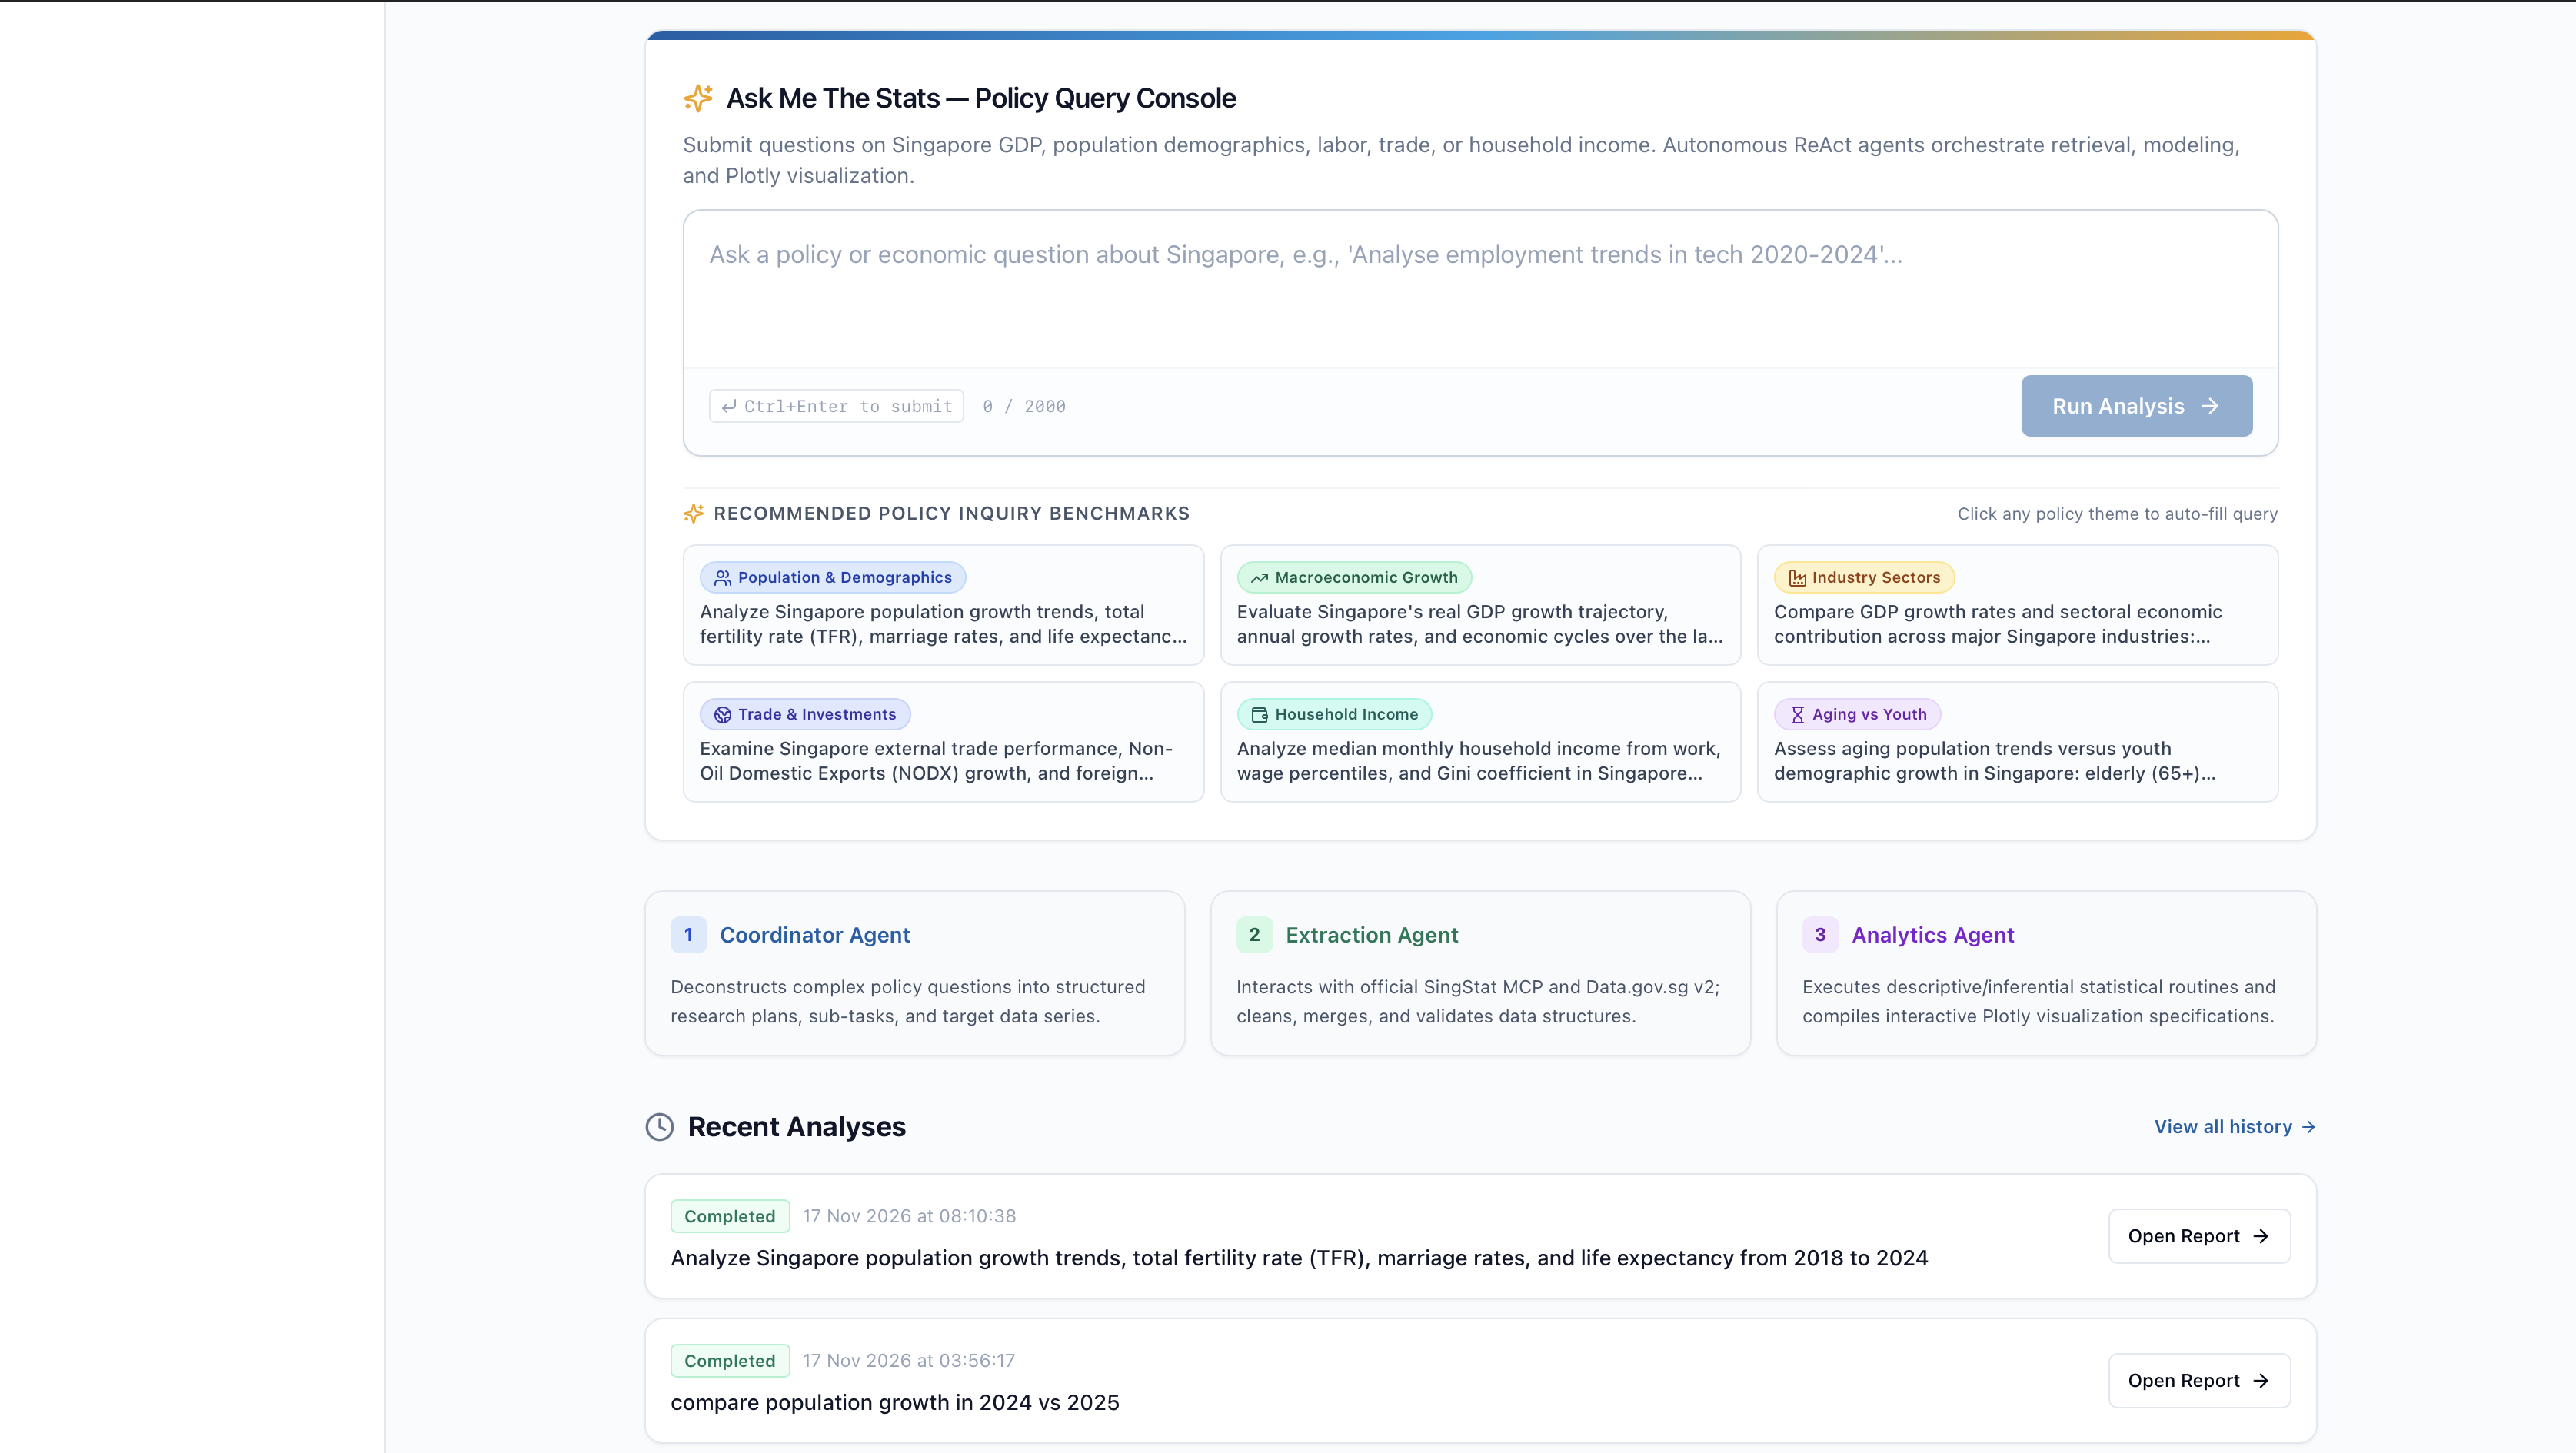 Ask Me The Stats — Policy Query Console
Submit questions on Singapore GDP, population demographics, labor, trade, or household income. Autonomous ReAct agents orchestrate retrieval, modeling,
and Plotly visualization.
Ask a policy or economic question about Singapore, e.g., 'Analyse employment trends in tech 2020-2024'...
Ctrl+Enter to submit 0 / 2000
Run Analysis →
RECOMMENDED POLICY INQUIRY BENCHMARKS
Click any policy theme to auto-fill query
Population & Demographics
Analyze Singapore population growth trends, total
fertility rate (TFR), marriage rates, and life expectanc...
Macroeconomic Growth
Evaluate Singapore's real GDP growth trajectory,
annual growth rates, and economic cycles over the la...
Industry Sectors
Compare GDP growth rates and sectoral economic
contribution across major Singapore industries:...
Trade & Investments
Examine Singapore external trade performance, Non-
Oil Domestic Exports (NODX) growth, and foreign...
Household Income
Analyze median monthly household income from work,
wage percentiles, and Gini coefficient in Singapore...
Aging vs Youth
Assess aging population trends versus youth
demographic growth in Singapore: elderly (65+)...
1 Coordinator Agent
Deconstructs complex policy questions into structured
research plans, sub-tasks, and target data series.
2 Extraction Agent
Interacts with official SingStat MCP and Data.gov.sg v2;
cleans, merges, and validates data structures.
3 Analytics Agent
Executes descriptive/inferential statistical routines and
compiles interactive Plotly visualization specifications.
Recent Analyses
View all history →
Completed 17 Nov 2026 at 08:10:38
Analyze Singapore population growth trends, total fertility rate (TFR), marriage rates, and life expectancy from 2018 to 2024
Open Report →
Completed 17 Nov 2026 at 03:56:17
compare population growth in 2024 vs 2025
Open Report →